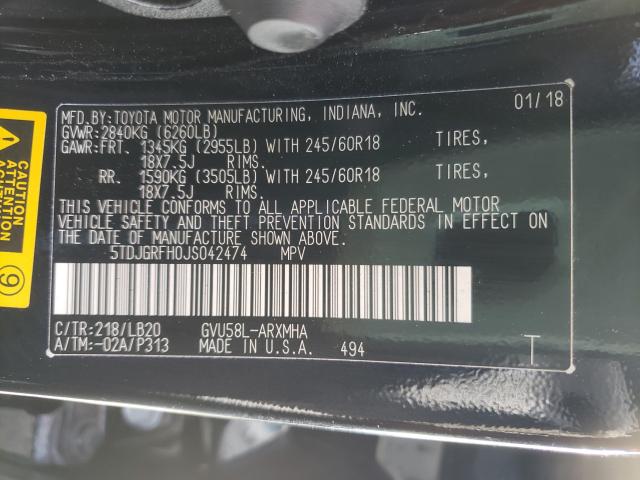 MFD.BY:TOYOTA MOTOR MANUFACTURING, INDIANA, INC. 01/18
GVWR:2840KG (6260LB)
GAWR:FRT. 1345KG (2955LB) WITH 245/60R18 TIRES,
18X7.5J RIMS.
RR. 1590KG (3505LB) WITH 245/60R18 TIRES,
18X7.5J RIMS.
THIS VEHICLE CONFORMS TO ALL APPLICABLE FEDERAL MOTOR
VEHICLE SAFETY AND THEFT PREVENTION STANDARDS IN EFFECT ON
THE DATE OF MANUFACTURE SHOWN ABOVE.
5TDJGRFH0JS042474 MPV
C/TR:218/LB20 GVU58L-ARXMHA
A/TM:-02A/P313 MADE IN U.S.A. 494 T
CAUTION
ATTENTION
9